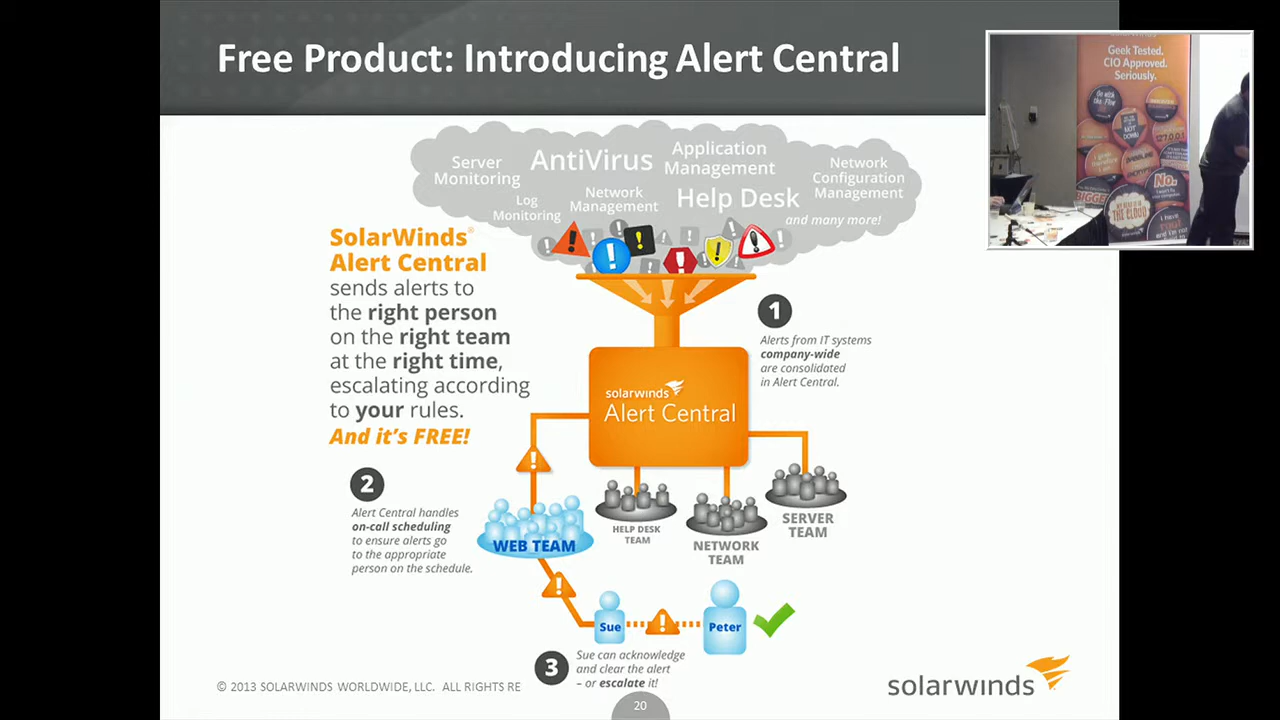 Free Product: Introducing Alert Central
Geek Tested.
CIO Approved.
Seriously.
No.
Server
Monitoring
AntiVirus
Application
Management
Network
Configuration
Management
Log
Monitoring
Network
Management
Help Desk
and many more!
SolarWinds®
Alert Central
sends alerts to
the right person
on the right team
at the right time,
escalating according
to your rules.
And it's FREE!
1
Alerts from IT systems
company-wide
are consolidated
in Alert Central.
solarwinds
Alert Central
2
Alert Central handles
on-call scheduling
to ensure alerts go
to the appropriate
person on the schedule.
WEB TEAM
HELP DESK
TEAM
NETWORK
TEAM
SERVER
TEAM
Sue
Peter
3
Sue can acknowledge
and clear the alert
– or escalate it!
© 2013 SOLARWINDS WORLDWIDE, LLC. ALL RIGHTS RE
20
solarwinds